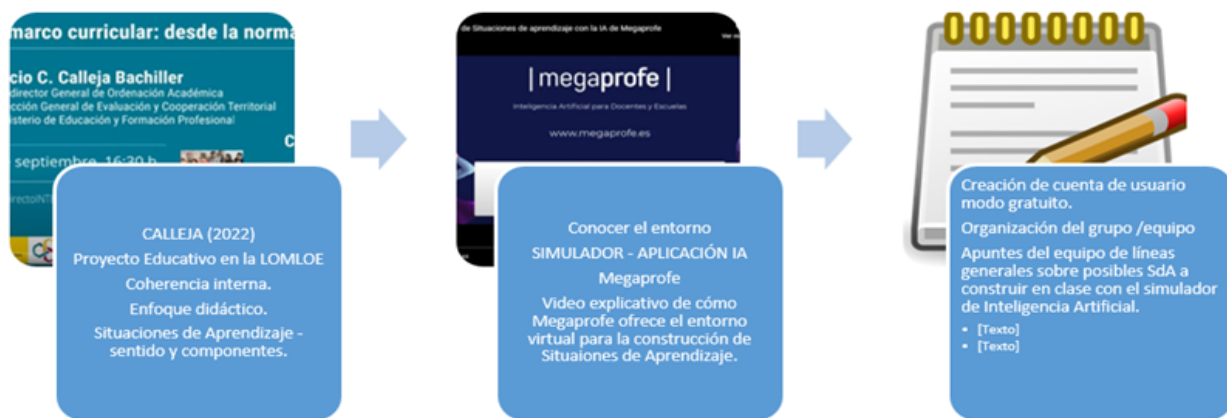 marco curricular: desde la norma
cio C. Calleja Bachiller
director General de Ordenación Académica
cción General de Evaluación y Cooperación Territorial
isterio de Educación y Formación Profesional
septiembre, 16:30 h
CALLEJA (2022)
Proyecto Educativo en la LOMLOE
Coherencia interna.
Enfoque didáctico.
Situaciones de Aprendizaje -
sentido y componentes.
de Situaciones de aprendizaje con la IA de Megaprofe
|megaprofe|
Inteligencia Artificial para Docentes y Escuelas
www.megaprofe.es
Conocer el entorno
SIMULADOR - APLICACIÓN IA
Megaprofe
Video explicativo de cómo
Megaprofe ofrece el entorno
virtual para la construcción de
Situaiones de Aprendizaje.
Creación de cuenta de usuario
modo gratuito.
Organización del grupo /equipo
Apuntes del equipo de líneas
generales sobre posibles SdA a
construir en clase con el simulador
de Inteligencia Artificial.
• [Texto]
• [Texto]